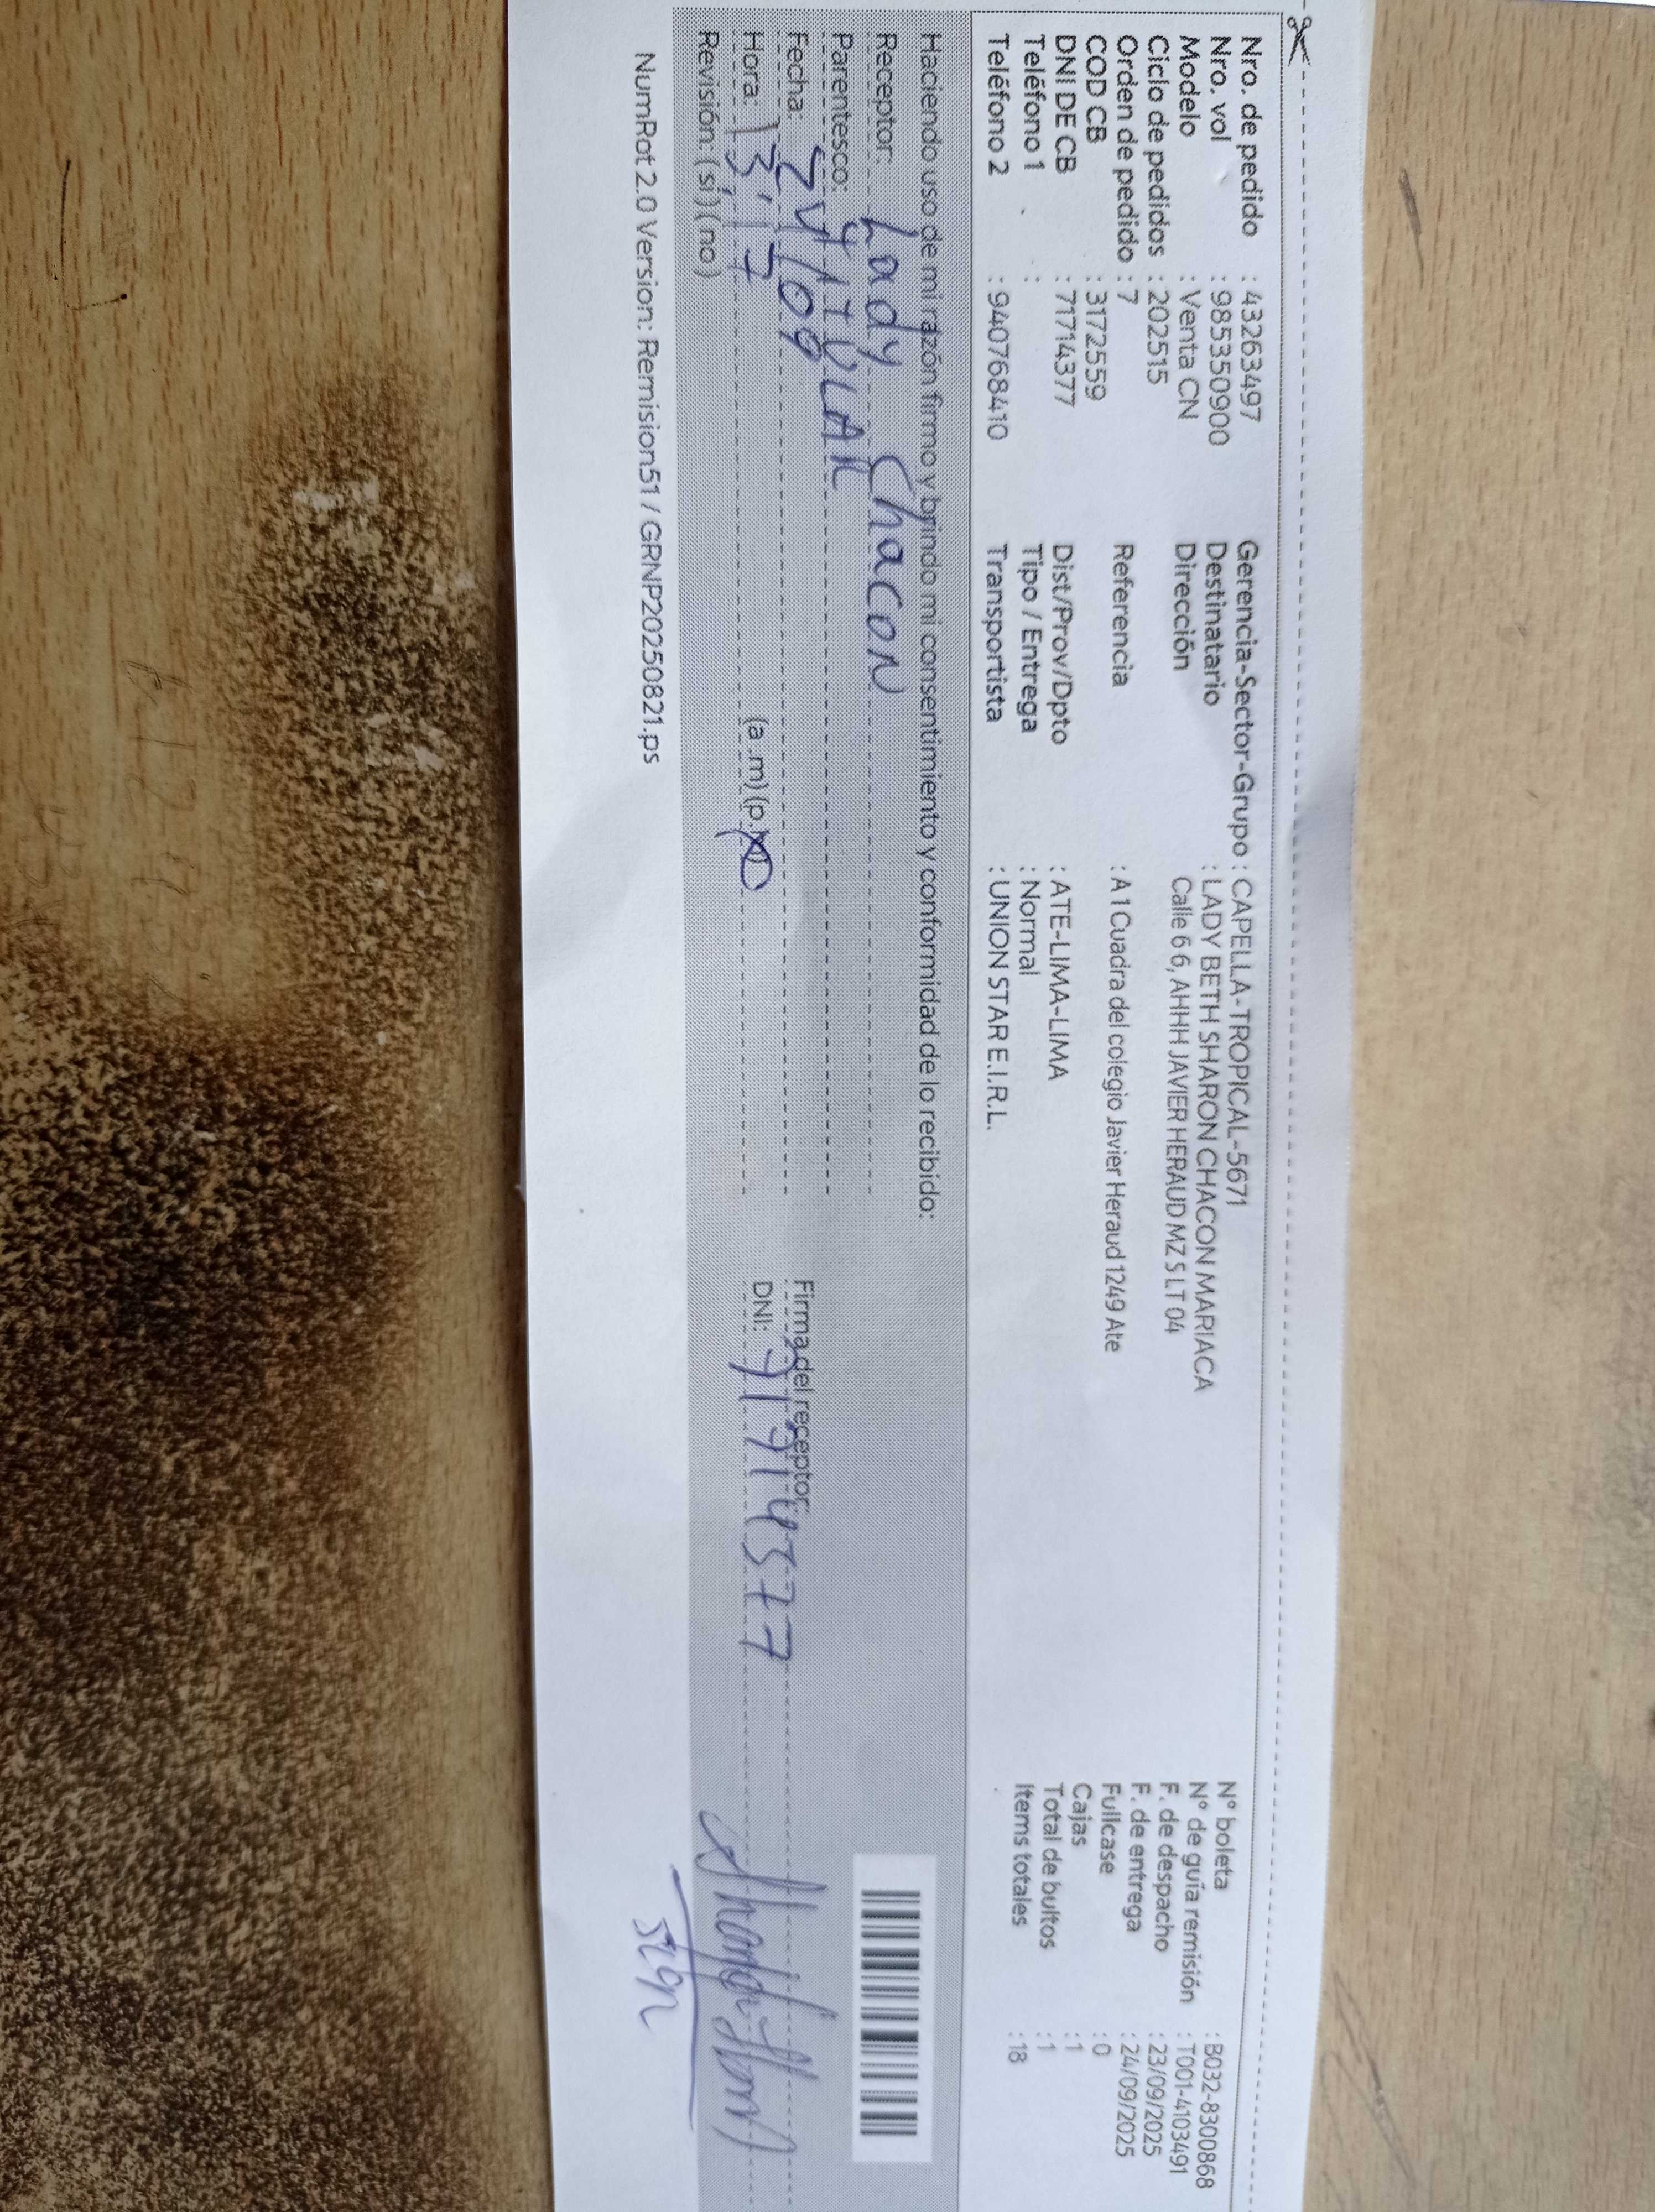 Nro. de pedido : 43263497
Nro. vol : 985350900
Modelo : Venta CN
Ciclo de pedidos : 202515
Orden de pedido : 7
COD CB : 3172559
DNI DE CB : 71714377
Teléfono 1 :
Teléfono 2 : 940768410
Gerencia-Sector-Grupo : CAPELLA-TROPICAL-5671
Destinatario : LADY BETH SHARON CHACON MARIACA
Dirección Calle 6 6, AHHH JAVIER HERAUD MZ S LT 04
Referencia : A 1 Cuadra del colegio Javier Heraud 1249 Ate
Dist/Prov/Dpto : ATE-LIMA-LIMA
Tipo / Entrega : Normal
Transportista : UNION STAR E.I.R.L.
N° boleta : B032-8300868
N° de guía remisión : T001-4103491
F. de despacho : 23/09/2025
F. de entrega : 24/09/2025
Fullcase : 0
Cajas : 1
Total de bultos : 1
Items totales : 18
Haciendo uso de mi razón firmo y brindo mi consentimiento y conformidad de lo recibido:
Receptor: Lady Chacon
Parentesco: TITULAR
Fecha: 24/09
Hora: 13:17 (a.m) (p.m)
Revisión: ( si ) ( no )
Firma del receptor:
DNI: 71714377
NumRot 2.0 Version: Remision51 / GRNP20250821.ps